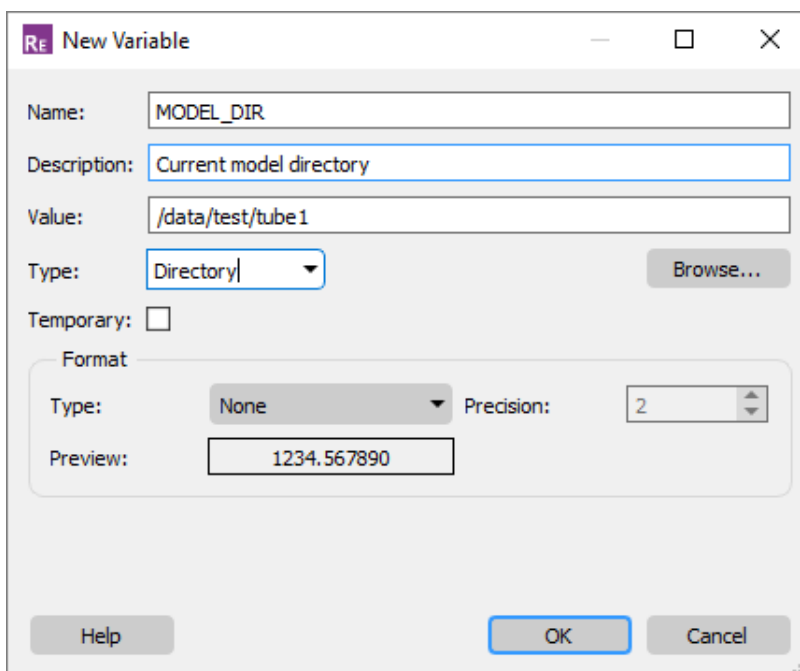 RE New Variable
Name: MODEL_DIR
Description: Current model directory
Value: /data/test/tube1
Type: Directory Browse...
Temporary:
Format
Type: None Precision: 2
Preview: 1234.567890
Help OK Cancel